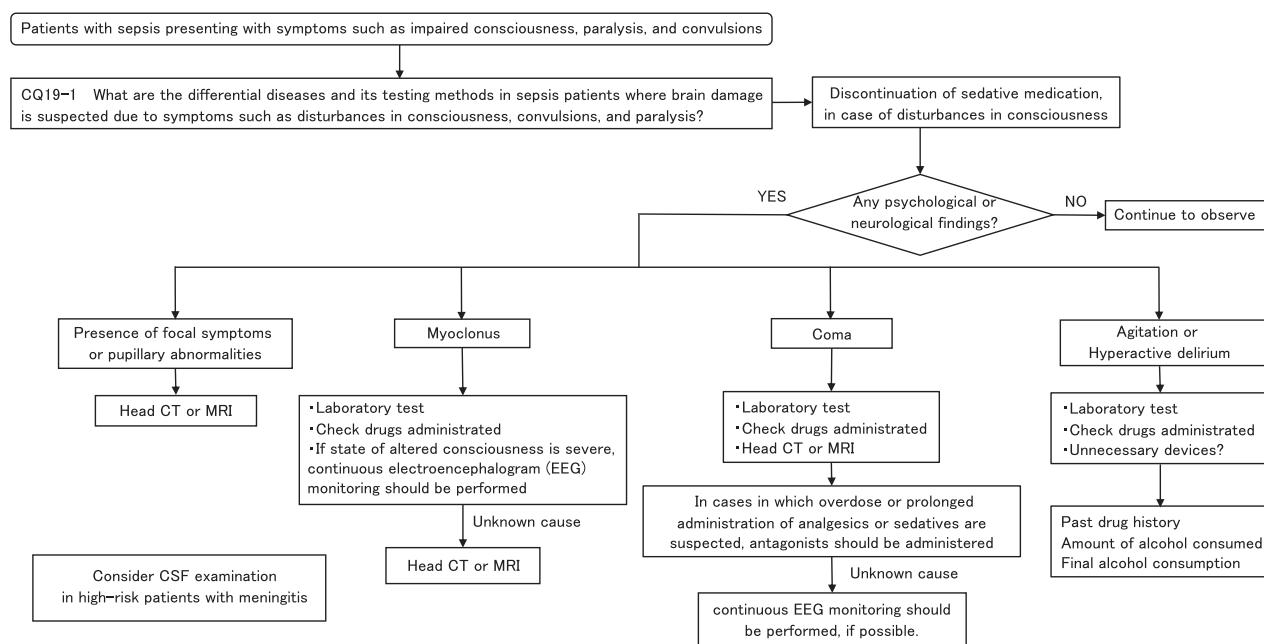 Patients with sepsis presenting with symptoms such as impaired consciousness, paralysis, and convulsions
CQ19-1 What are the differential diseases and its testing methods in sepsis patients where brain damage
is suspected due to symptoms such as disturbances in consciousness, convulsions, and paralysis?
Discontinuation of sedative medication,
in case of disturbances in consciousness
YES
Any psychological or
neurological findings?
NO
Continue to observe
Presence of focal symptoms
or pupillary abnormalities
Head CT or MRI
Myoclonus
・Laboratory test
・Check drugs administrated
・If state of altered consciousness is severe,
continuous electroencephalogram (EEG)
monitoring should be performed
Unknown cause
Head CT or MRI
Coma
・Laboratory test
・Check drugs administrated
・Head CT or MRI
In cases in which overdose or prolonged
administration of analgesics or sedatives are
suspected, antagonists should be administered
Unknown cause
continuous EEG monitoring should
be performed, if possible.
Agitation or
Hyperactive delirium
・Laboratory test
・Check drugs administrated
・Unnecessary devices?
Past drug history
Amount of alcohol consumed
Final alcohol consumption
Consider CSF examination
in high-risk patients with meningitis